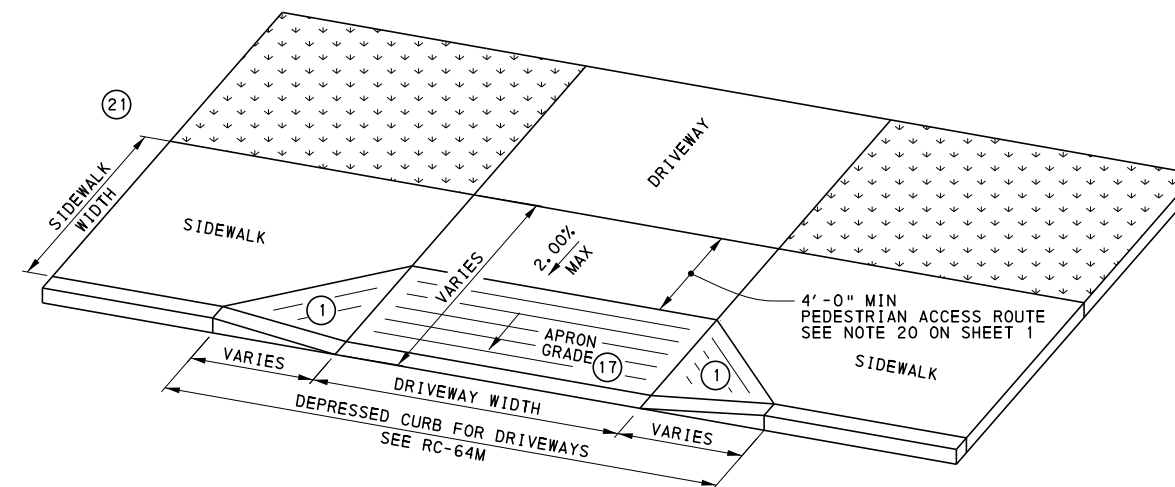 21
SIDEWALK
WIDTH
SIDEWALK
DRIVEWAY
VARIES
2.00%
MAX
4'-0" MIN
PEDESTRIAN ACCESS ROUTE
SEE NOTE 20 ON SHEET 1
SIDEWALK
1
APRON
GRADE
17
1
VARIES
DRIVEWAY WIDTH
VARIES
DEPRESSED CURB FOR DRIVEWAYS
SEE RC-64M